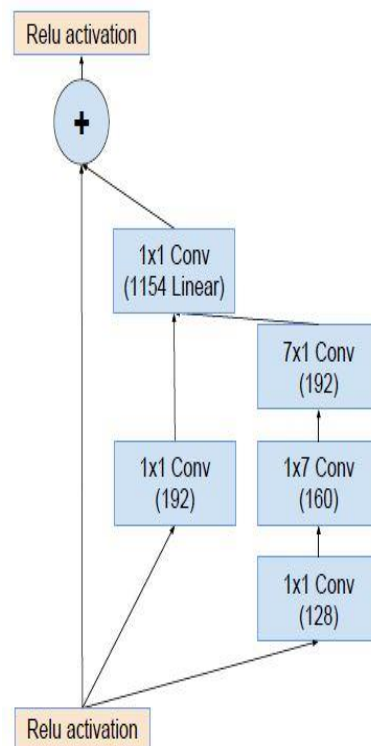 Relu activation
+
1x1 Conv
(1154 Linear)
7x1 Conv
(192)
1x1 Conv
(192)
1x7 Conv
(160)
1x1 Conv
(128)
Relu activation